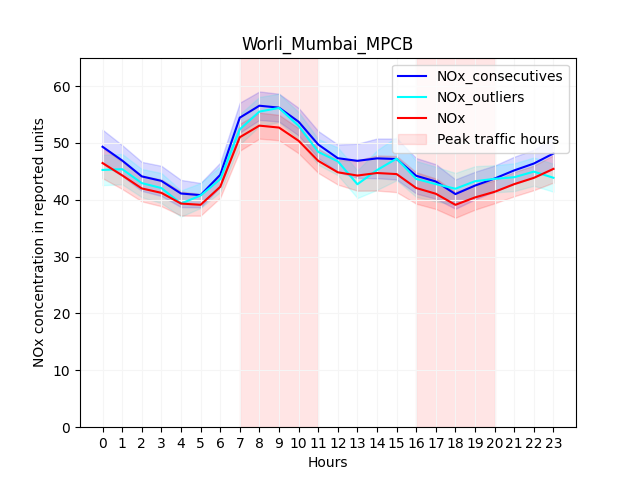 Worli_Mumbai_MPCB
NOx_consecutives
NOx_outliers
NOx
Peak traffic hours
NOx concentration in reported units
60
50
40
30
20
10
0
0 1 2 3 4 5 6 7 8 9 10 11 12 13 14 15 16 17 18 19 20 21 22 23
Hours